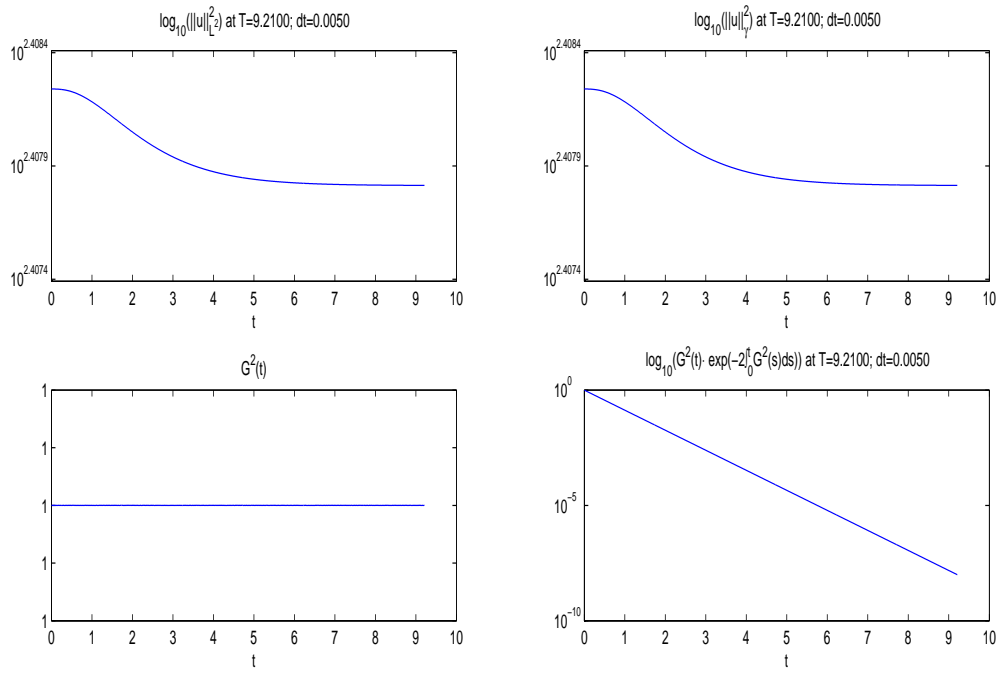 log10(||u||²L²) at T=9.2100; dt=0.0050
10^2.4084
10^2.4079
10^2.4074
0 1 2 3 4 5 6 7 8 9 10
t
log10(||u||²γ) at T=9.2100; dt=0.0050
10^2.4084
10^2.4079
10^2.4074
0 1 2 3 4 5 6 7 8 9 10
t
G²(t)
1
1
1
1
1
0 1 2 3 4 5 6 7 8 9 10
t
log10(G²(t)· exp(−2∫0^t G²(s)ds)) at T=9.2100; dt=0.0050
10^0
10^−5
10^−10
0 1 2 3 4 5 6 7 8 9 10
t